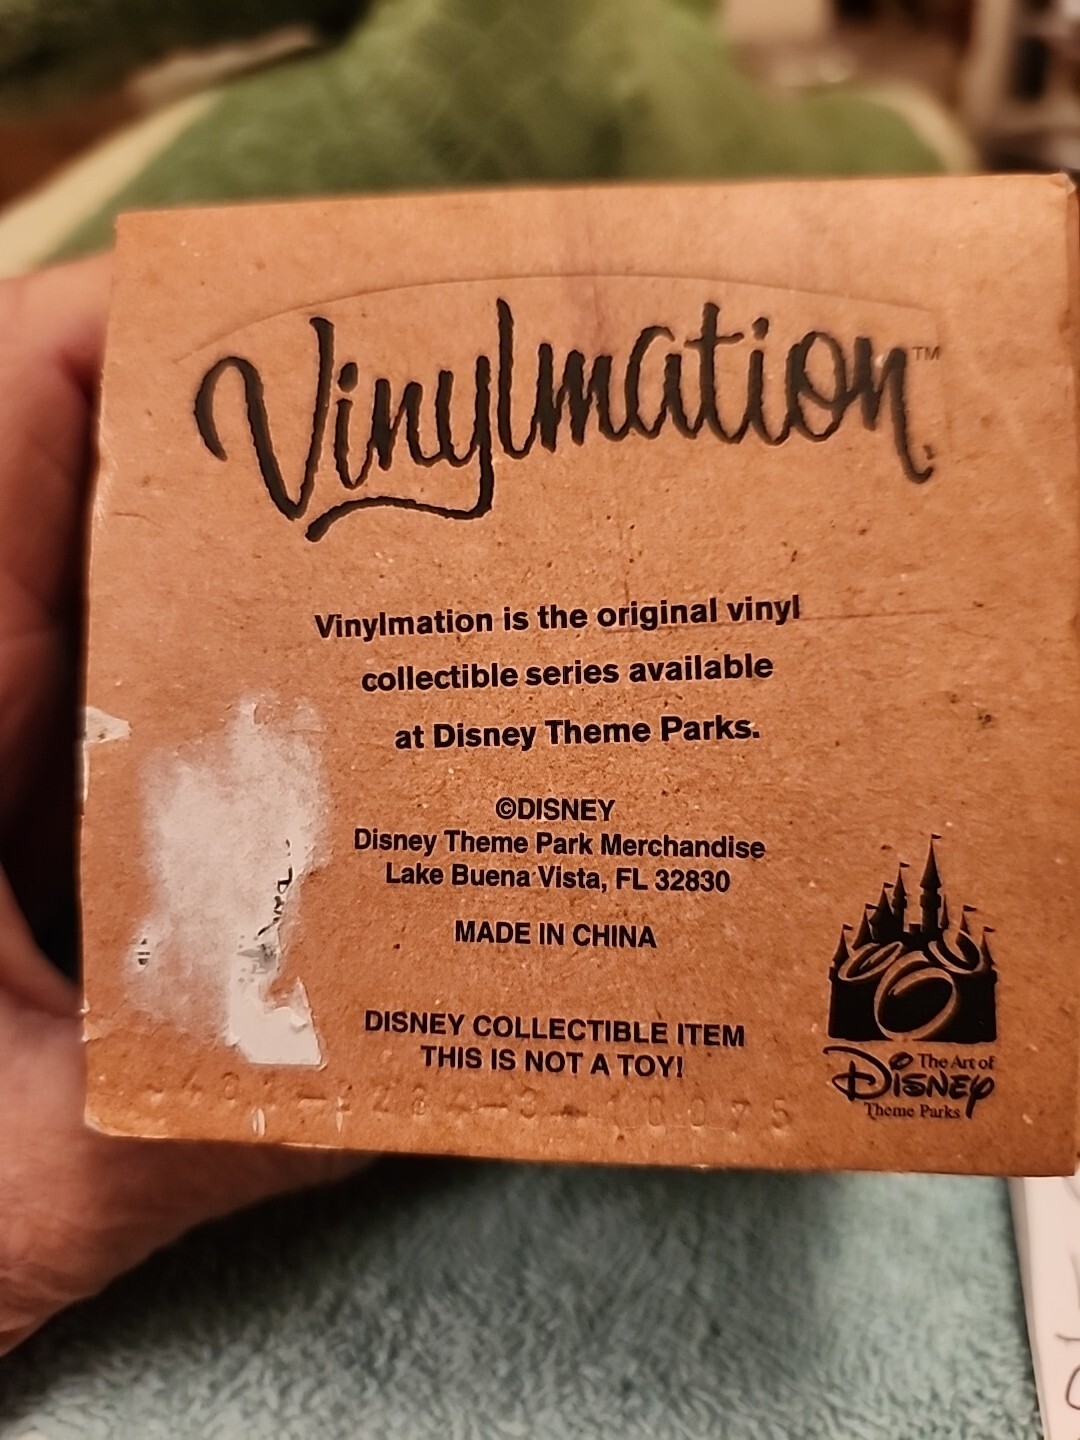 Vinylmation™
Vinylmation is the original vinyl
collectible series available
at Disney Theme Parks.
©DISNEY
Disney Theme Park Merchandise
Lake Buena Vista, FL 32830
MADE IN CHINA
DISNEY COLLECTIBLE ITEM
THIS IS NOT A TOY!
The Art of
DISNEY
Theme Parks